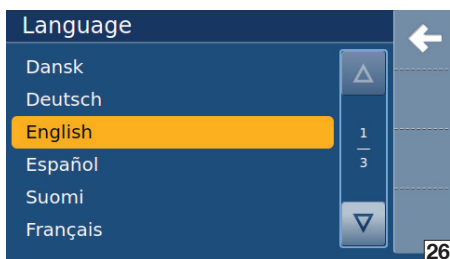 Language
Dansk
Deutsch
English
Español
Suomi
Français
1
3
26